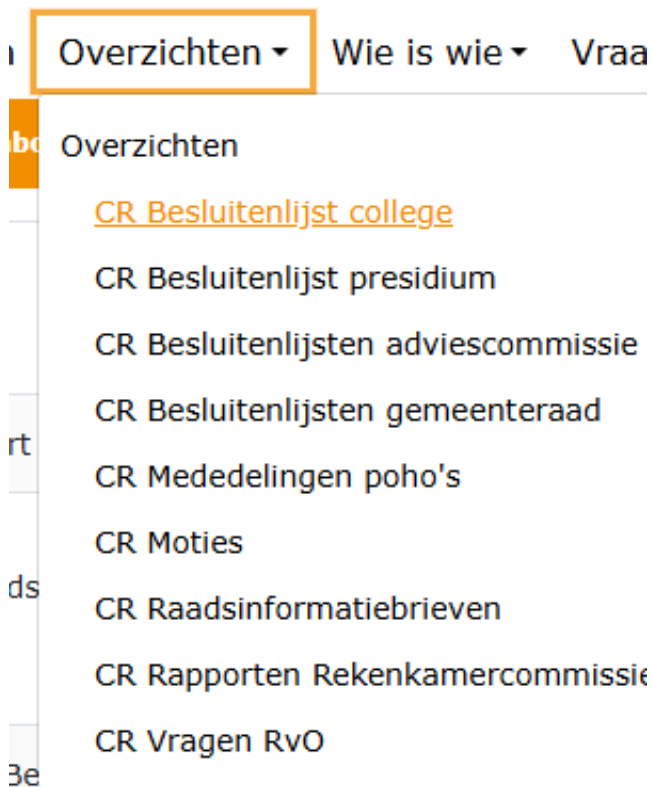 Overzichten Wie is wie
Overzichten
CR Besluitenlijst college
CR Besluitenlijst presidium
CR Besluitenlijsten adviescommissie
CR Besluitenlijsten gemeenteraad
CR Mededelingen poho's
CR Moties
CR Raadsinformatiebrieven
CR Rapporten Rekenkamercommissie
CR Vragen RvO